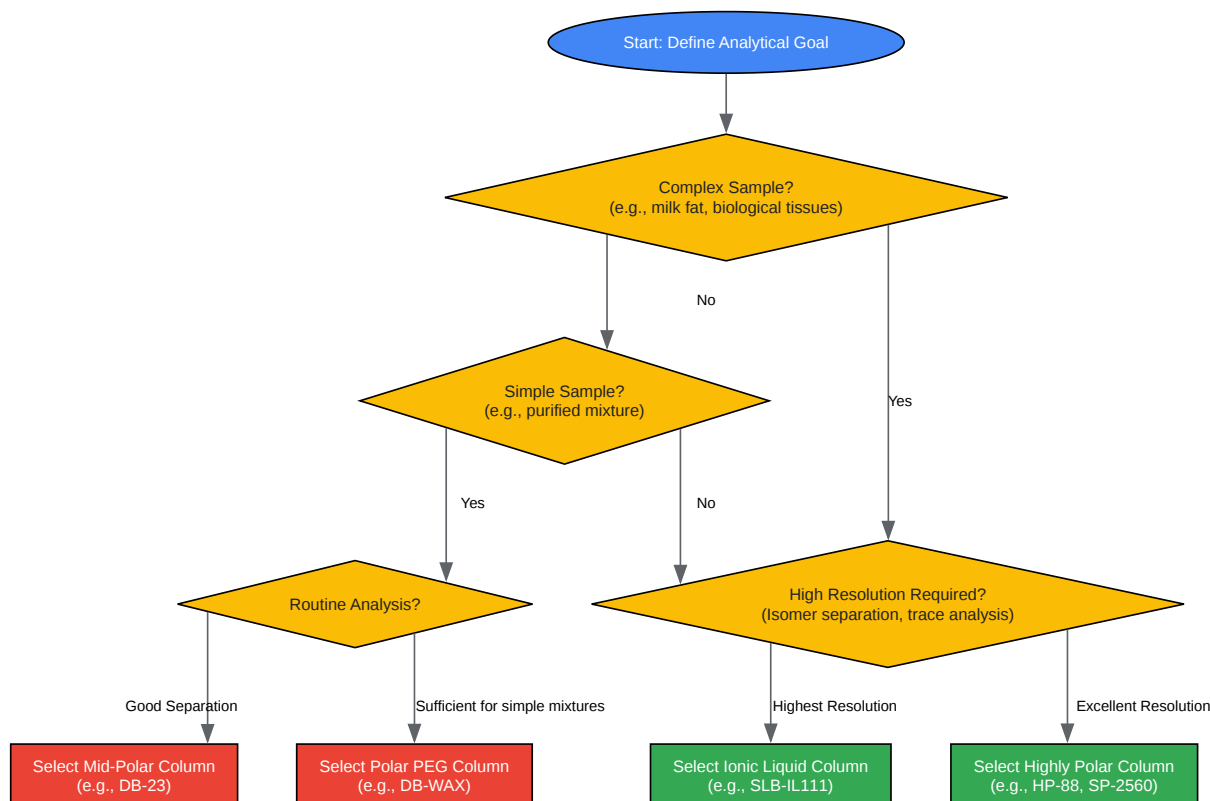 Start: Define Analytical Goal
Complex Sample?
(e.g., milk fat, biological tissues)
No
Simple Sample?
(e.g., purified mixture)
Yes
Yes
No
Routine Analysis?
High Resolution Required?
(Isomer separation, trace analysis)
Good Separation
Sufficient for simple mixtures
Highest Resolution
Excellent Resolution
Select Mid-Polar Column
(e.g., DB-23)
Select Polar PEG Column
(e.g., DB-WAX)
Select Ionic Liquid Column
(e.g., SLB-IL111)
Select Highly Polar Column
(e.g., HP-88, SP-2560)